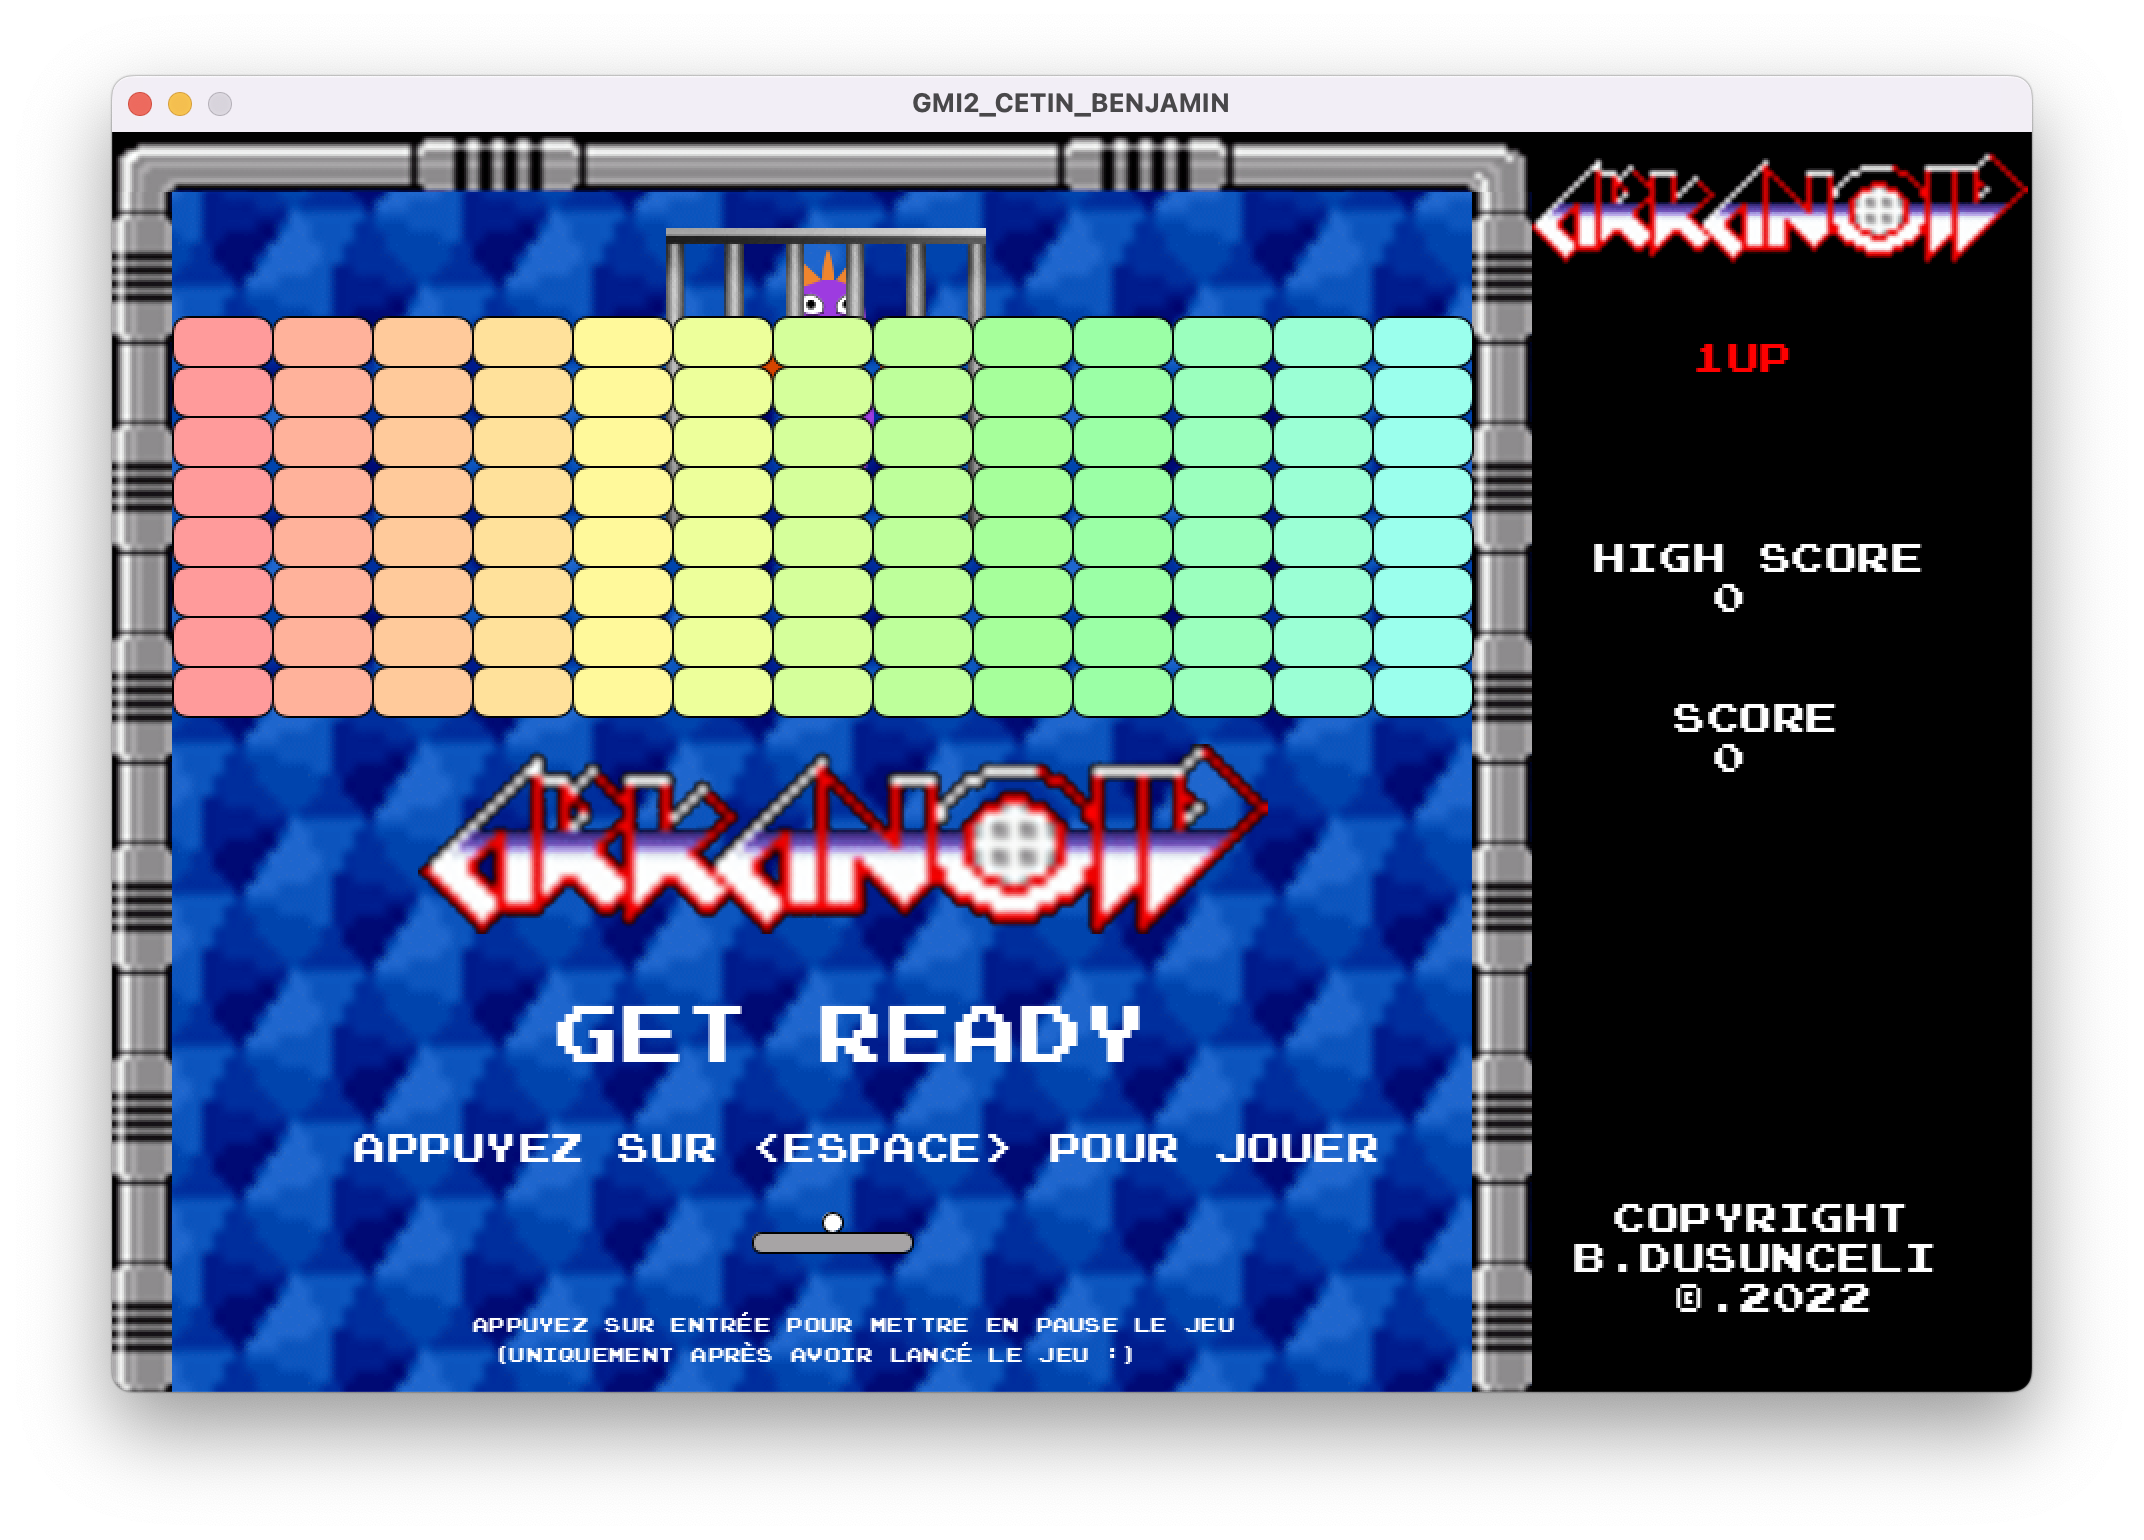 GMI2_CETIN_BENJAMIN
ARKANOID
1UP
HIGH SCORE
0
SCORE
0
ARKANOID
GET READY
APPUYEZ SUR <ESPACE> POUR JOUER
APPUYEZ SUR ENTRÉE POUR METTRE EN PAUSE LE JEU
(UNIQUEMENT APRÈS AVOIR LANCÉ LE JEU :)
COPYRIGHT
B.DUSUNCELI
©.2022